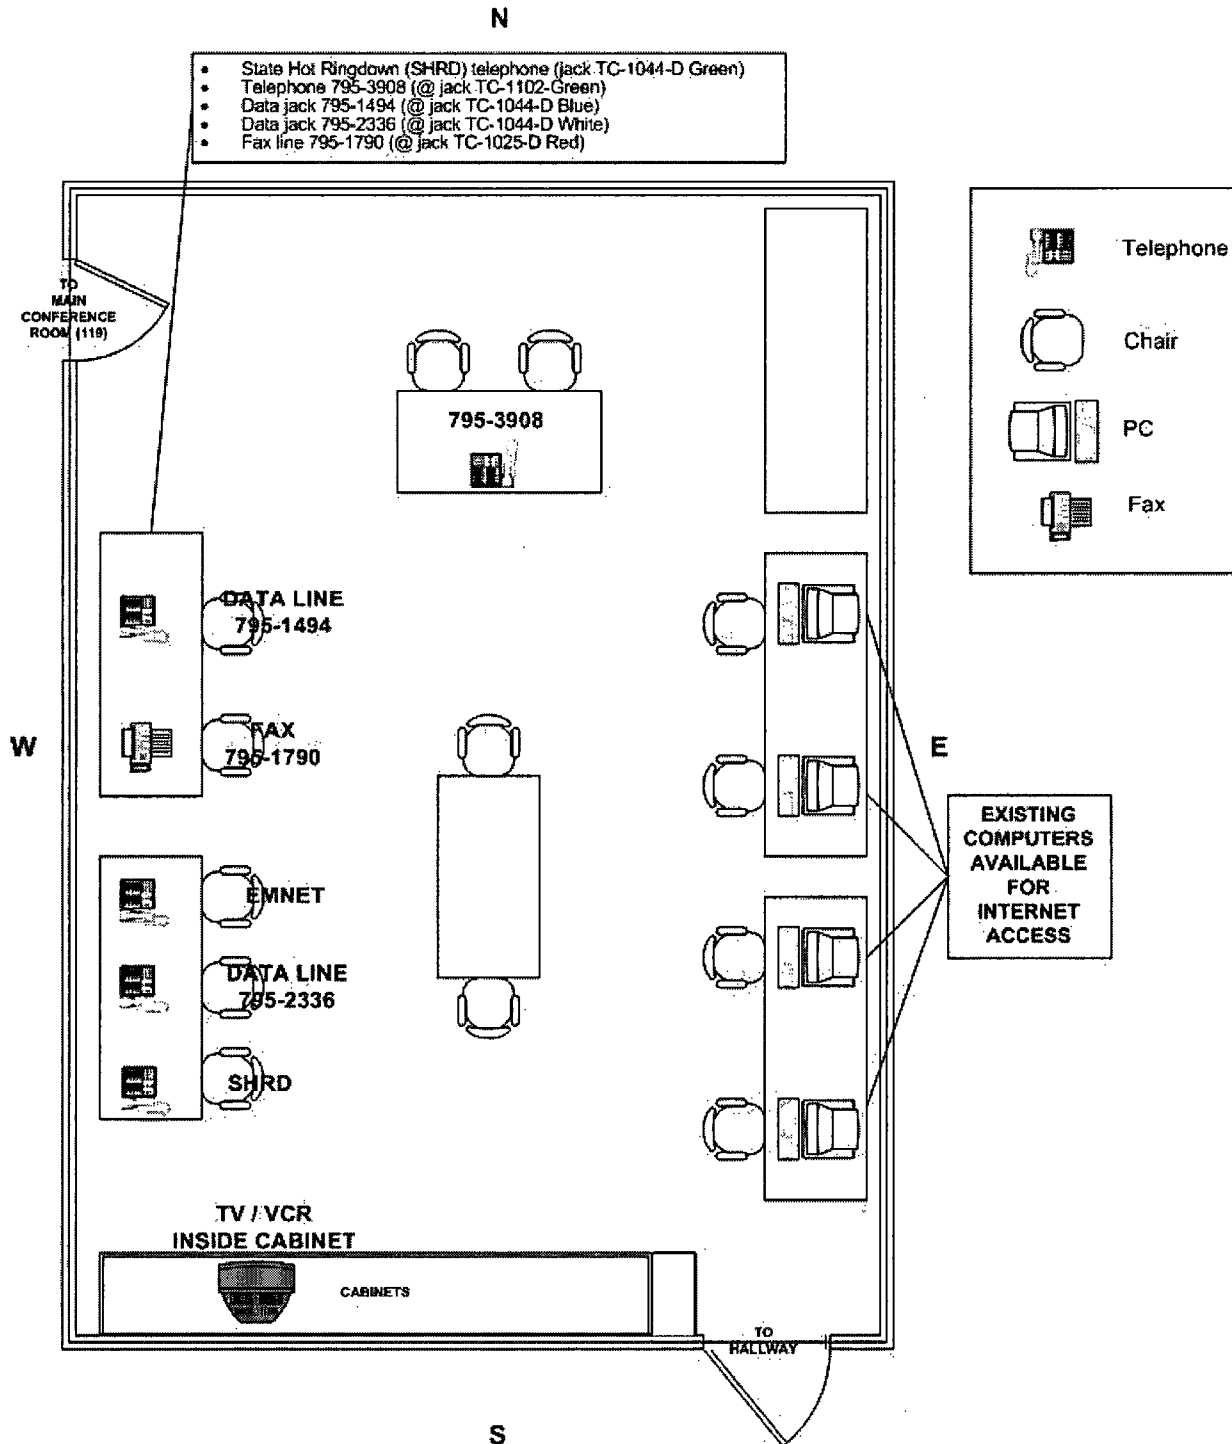 N
• State Hot Ringdown (SHRD) telephone (jack TC-1044-D Green)
• Telephone 795-3908 (@ jack TC-1102-Green)
• Data jack 795-1494 (@ jack TC-1044-D Blue)
• Data jack 795-2336 (@ jack TC-1044-D White)
• Fax line 795-1790 (@ jack TC-1025-D Red)
TO
MAIN
CONFERENCE
ROOM (119)
Telephone
Chair
PC
Fax
795-3908
DATA LINE
795-1494
FAX
795-1790
W
E
EXISTING
COMPUTERS
AVAILABLE
FOR
INTERNET
ACCESS
EMNET
DATA LINE
795-2336
SHRD
TV / VCR
INSIDE CABINET
CABINETS
TO
HALLWAY
S